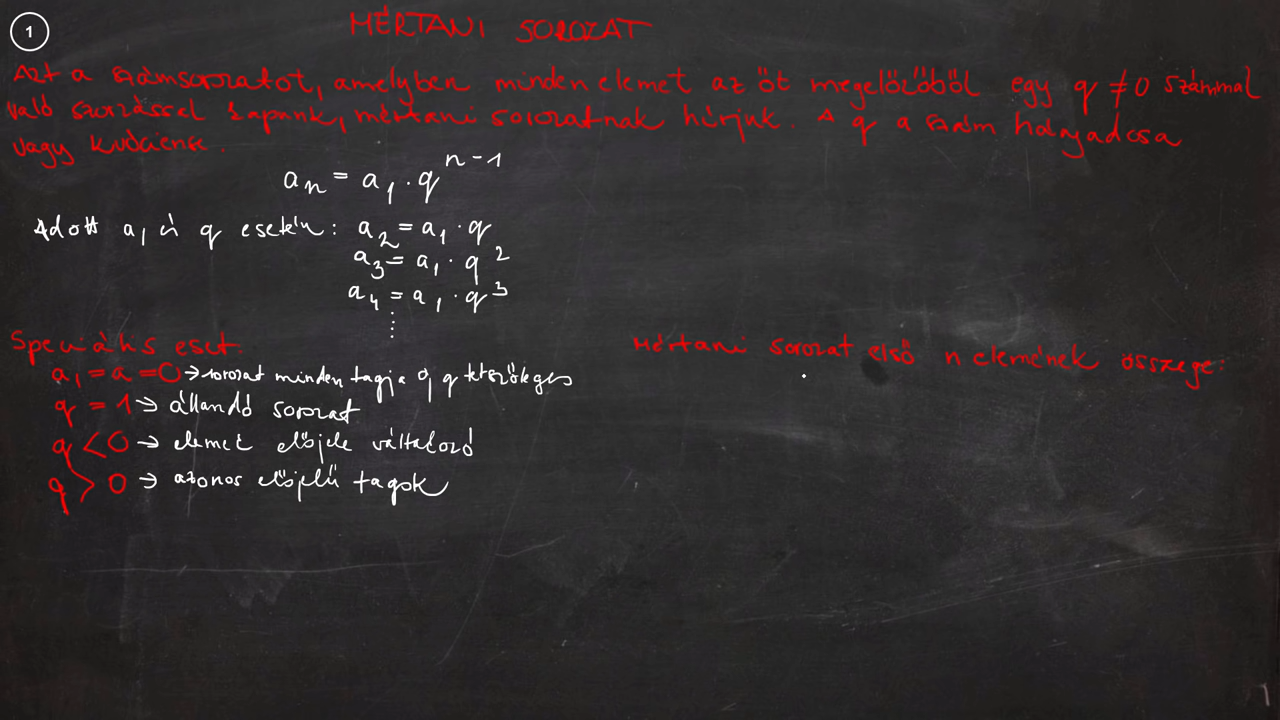 1
MÉRTANI SOROZAT
Azt a számsorozatot, amelyben minden elemet az őt megelőzőből egy q ≠ 0 számmal
való szorzással kapunk, mértani sorozatnak hívjuk. A q a szám hányadosa
vagy kvóciense.
aₙ = a₁ · qⁿ⁻¹
Adott a₁ és q esetén: a₂ = a₁ · q
a₃ = a₁ · q²
a₄ = a₁ · q³
⋮
Speciális eset:
a₁ = a = 0 → sorozat minden tagja 0, q tetszőleges
q = 1 → állandó sorozat
q < 0 → elemek előjele váltakozó
q > 0 → azonos előjelű tagok
Mértani sorozat első n elemének összege:
1